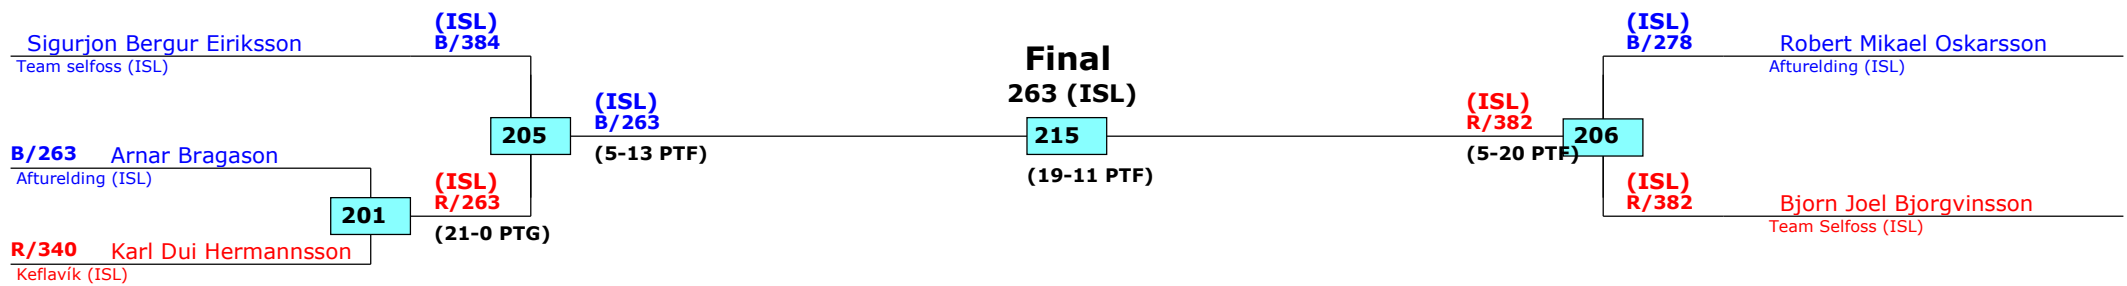 (ISL)
B/384
Sigurjon Bergur Eiriksson
Team selfoss (ISL)
B/263 Arnar Bragason
Afturelding (ISL)
R/340 Karl Dui Hermannsson
Keflavík (ISL)
201
(ISL)
R/263
(21-0 PTG)
205
(ISL)
B/263
(5-13 PTF)
Final
263 (ISL)
215
(19-11 PTF)
(ISL)
R/382
(5-20 PTF)
206
(ISL)
B/278
Robert Mikael Oskarsson
Afturelding (ISL)
(ISL)
R/382
Bjorn Joel Bjorgvinsson
Team Selfoss (ISL)